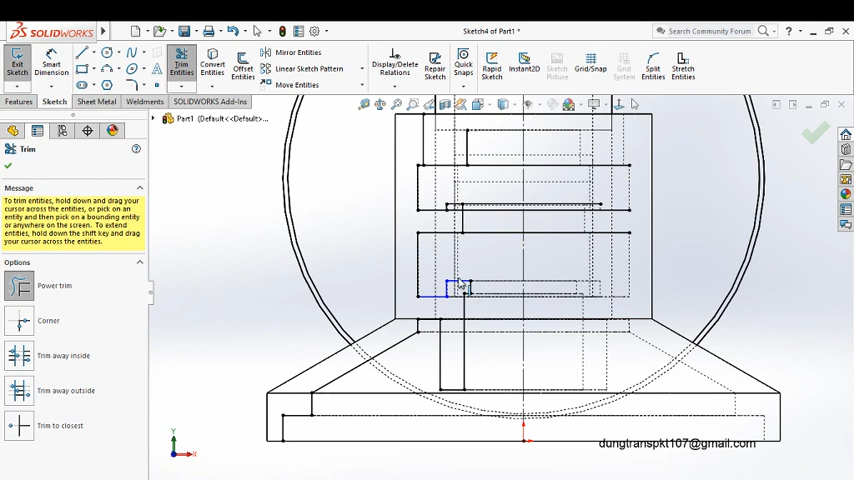 SOLIDWORKS
Sketch4 of Part1 *
Search Community Forum
Exit Sketch
Smart Dimension
Trim Entities
Convert Entities
Offset Entities
Mirror Entities
Linear Sketch Pattern
Move Entities
Display/Delete Relations
Repair Sketch
Quick Snaps
Rapid Sketch
Instant2D
Sketch Picture
Grid/Snap
Grid System
Split Entities
Stretch Entities
Features
Sketch
Sheet Metal
Weldments
SOLIDWORKS Add-Ins
Part1 (Default<<Default>...
Trim
Message
To trim entities, hold down and drag your
cursor across the entities, or pick on an
entity and then pick on a bounding entity
or anywhere on the screen. To extend
entities, hold down the shift key and drag
your cursor across the entities.
Options
Power trim
Corner
Trim away inside
Trim away outside
Trim to closest
Y
X
dungtranspkt107@gmail.com